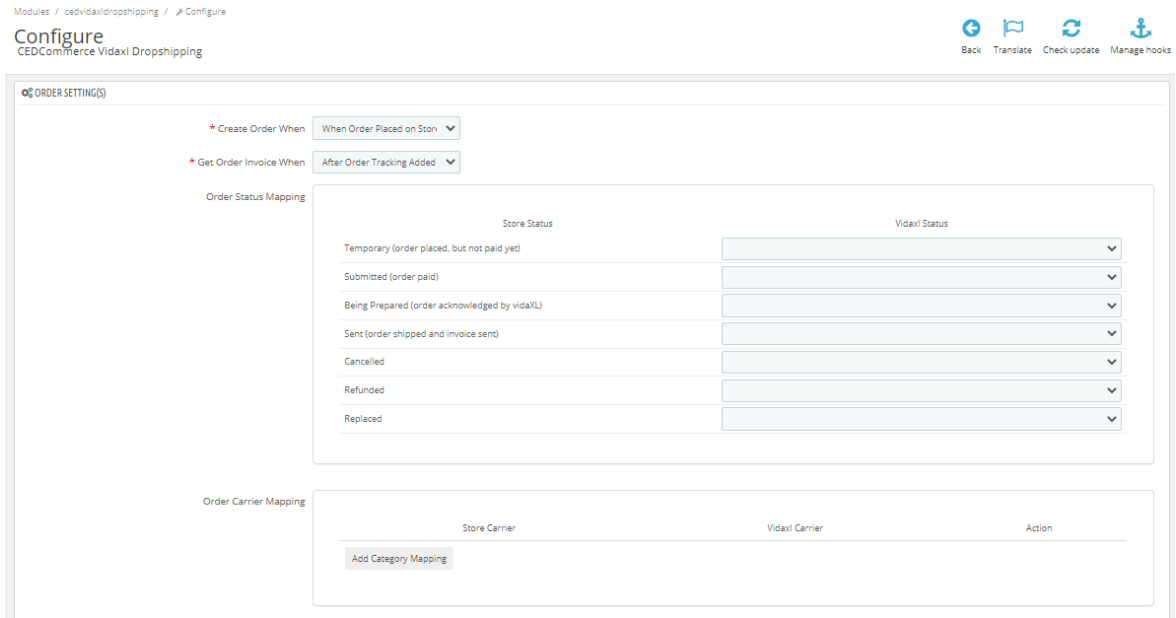 Modules / cedvidaxldropshipping / Configure
Configure
CEDCommerce Vidaxl Dropshipping
Back Translate Check update Manage hooks
ORDER SETTING(S)
* Create Order When When Order Placed on Stor
* Get Order Invoice When After Order Tracking Added
Order Status Mapping
Store Status Vidaxl Status
Temporary (order placed, but not paid yet)
Submitted (order paid)
Being Prepared (order acknowledged by vidaXL)
Sent (order shipped and invoice sent)
Cancelled
Refunded
Replaced
Order Carrier Mapping
Store Carrier Vidaxl Carrier Action
Add Category Mapping